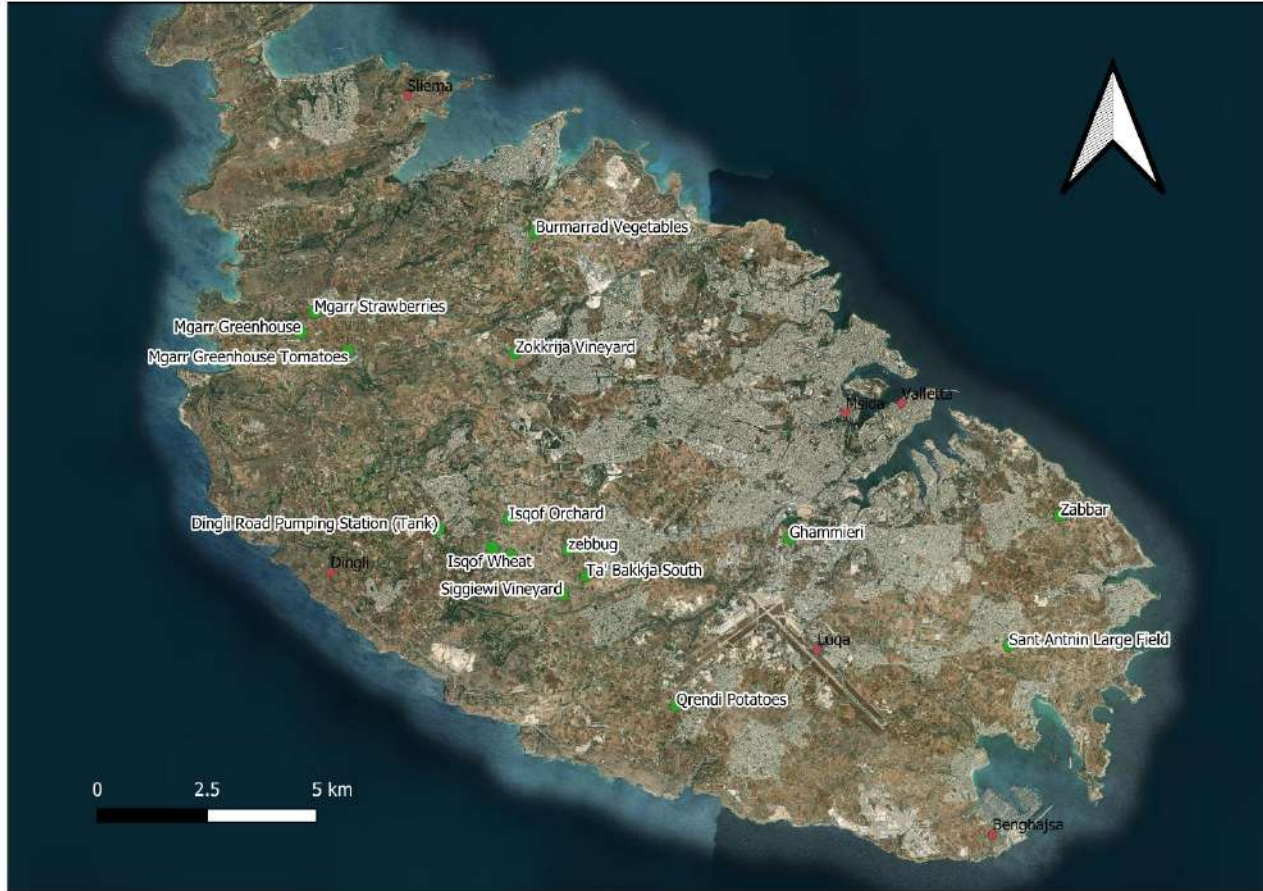 Sliema
Burmarrad Vegetables
Mgarr Strawberries
Mgarr Greenhouse
Mgarr Greenhouse Tomatoes
Zokkrija Vineyard
Valletta
Msida
Isqof Orchard
Zabbar
Dingli Road Pumping Station (Tank)
Ghammieri
zebbug
Isqof Wheat
Dingli
Ta' Bakkja South
Siggiewi Vineyard
Luqa
Sant Antnin Large Field
Qrendi Potatoes
0 2.5 5 km
Benghajsa